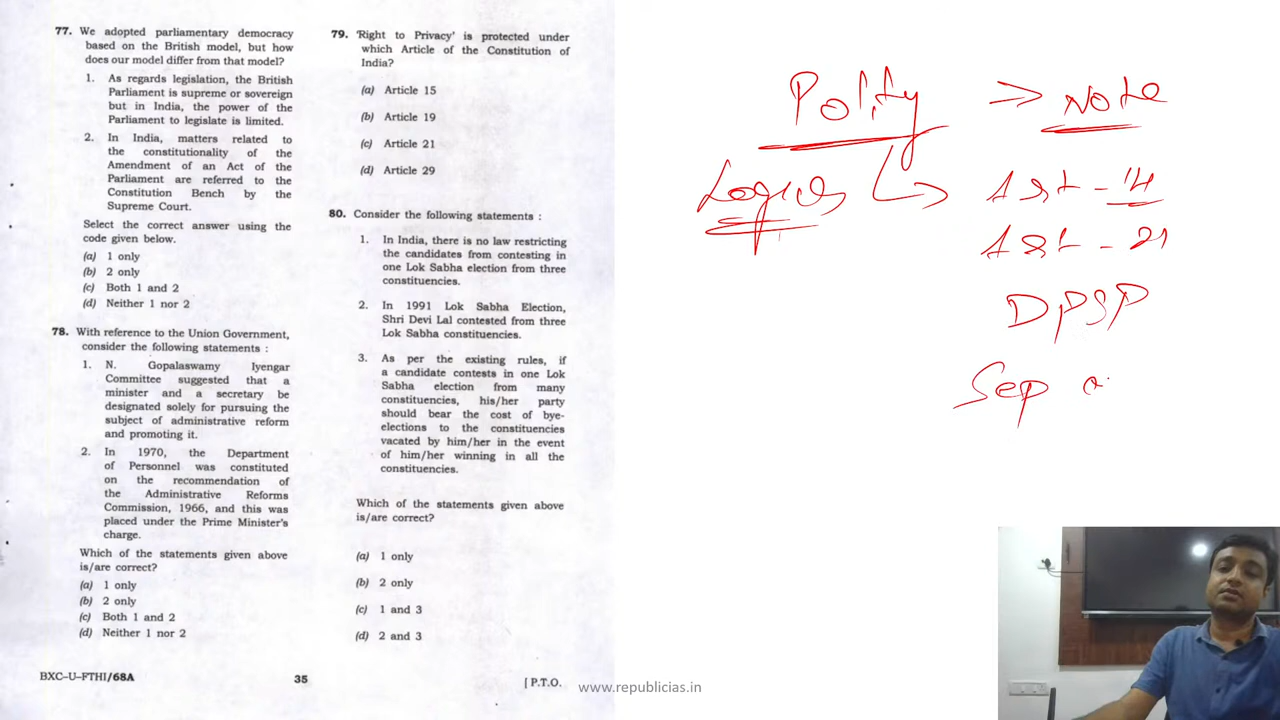 77. We adopted parliamentary democracy
based on the British model, but how
does our model differ from that model?
1. As regards legislation, the British
Parliament is supreme or sovereign
but in India, the power of the
Parliament to legislate is limited.
2. In India, matters related to
the constitutionality of the
Amendment of an Act of the
Parliament are referred to the
Constitution Bench by the
Supreme Court.
Select the correct answer using the
code given below.
(a) 1 only
(b) 2 only
(c) Both 1 and 2
(d) Neither 1 nor 2
78. With reference to the Union Government,
consider the following statements :
1. N. Gopalaswamy Iyengar
Committee suggested that a
minister and a secretary be
designated solely for pursuing the
subject of administrative reform
and promoting it.
2. In 1970, the Department
of Personnel was constituted
on the recommendation of
the Administrative Reforms
Commission, 1966, and this was
placed under the Prime Minister's
charge.
Which of the statements given above
is/are correct?
(a) 1 only
(b) 2 only
(c) Both 1 and 2
(d) Neither 1 nor 2
79. 'Right to Privacy' is protected under
which Article of the Constitution of
India?
(a) Article 15
(b) Article 19
(c) Article 21
(d) Article 29
80. Consider the following statements :
1. In India, there is no law restricting
the candidates from contesting in
one Lok Sabha election from three
constituencies.
2. In 1991 Lok Sabha Election,
Shri Devi Lal contested from three
Lok Sabha constituencies.
3. As per the existing rules, if
a candidate contests in one Lok
Sabha election from many
constituencies, his/her party
should bear the cost of bye-
elections to the constituencies
vacated by him/her in the event
of him/her winning in all the
constituencies.
Which of the statements given above
is/are correct?
(a) 1 only
(b) 2 only
(c) 1 and 3
(d) 2 and 3
BXC-U-FTHI/68A
35
[ P.T.O.
www.republicias.in
Polity → Note
Art - 14
Art - 21
DPSP
Sep